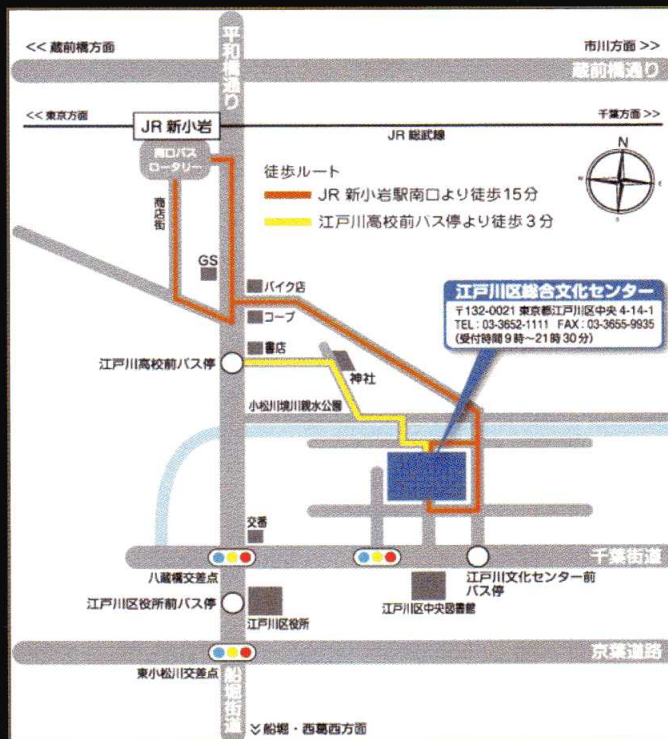 << 蔵前橋方面
市川方面 >>
平和橋通り
蔵前橋通り
<< 東京方面
千葉方面 >>
JR 新小岩
JR 総武線
南口バス
ロータリー
N
W
E
S
徒歩ルート
JR 新小岩駅南口より徒歩15分
江戸川高校前バス停より徒歩3分
商店街
GS
バイク店
コープ
書店
江戸川高校前バス停
神社
江戸川区総合文化センター
〒132-0021 東京都江戸川区中央 4-14-1
TEL : 03-3652-1111 FAX : 03-3655-9935
(受付時間9時〜21時30分)
小松川境川親水公園
交番
千葉街道
八蔵橋交差点
江戸川文化センター前
バス停
江戸川区役所前バス停
江戸川区役所
江戸川区中央図書館
京葉道路
東小松川交差点
船堀街道
船堀・西葛西方面